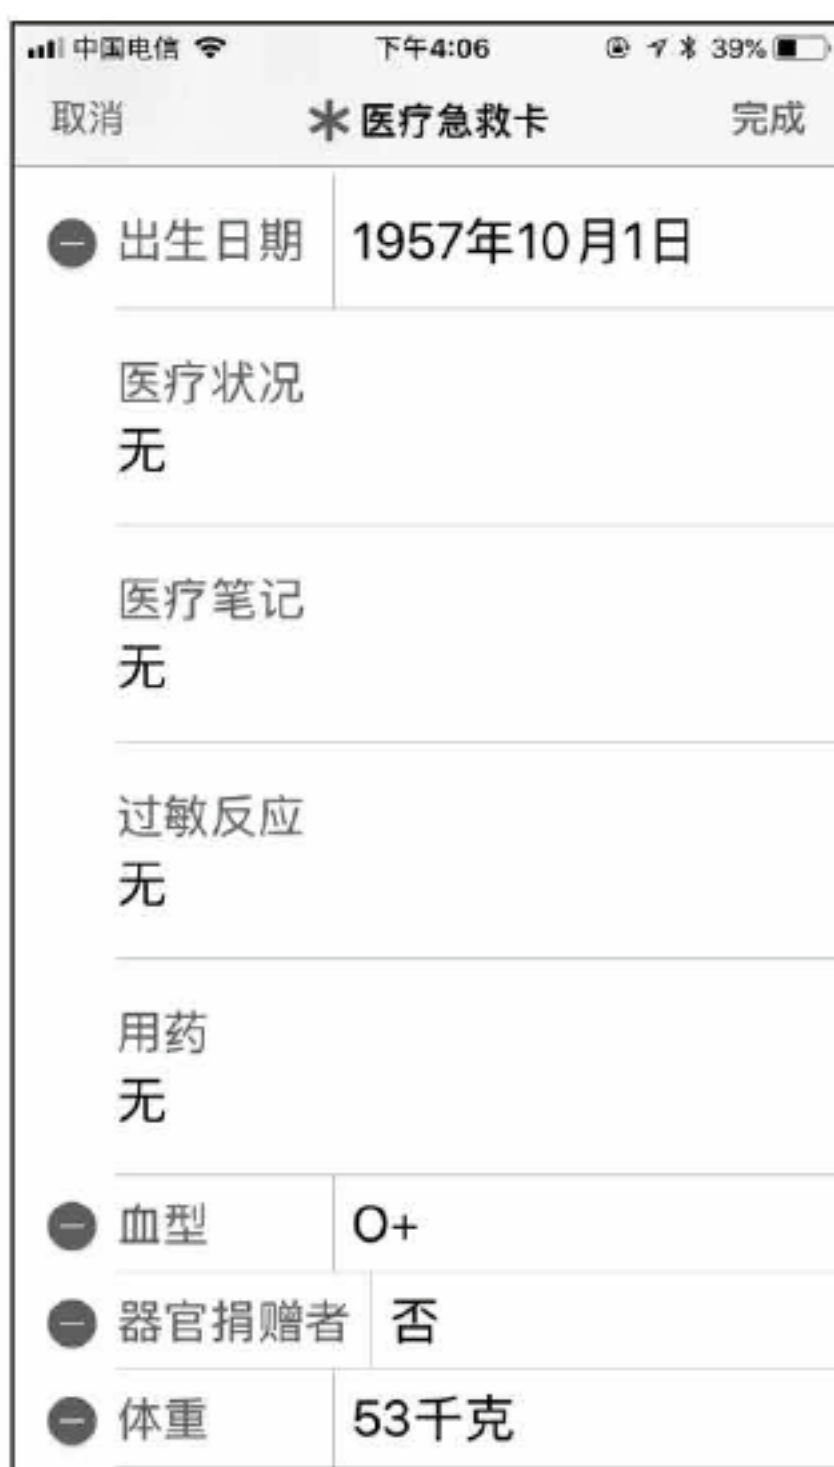 中国电信 下午4:06 39%
取消 医疗急救卡 完成
出生日期 1957年10月1日
医疗状况
无
医疗笔记
无
过敏反应
无
用药
无
血型 O+
器官捐赠者 否
体重 53千克